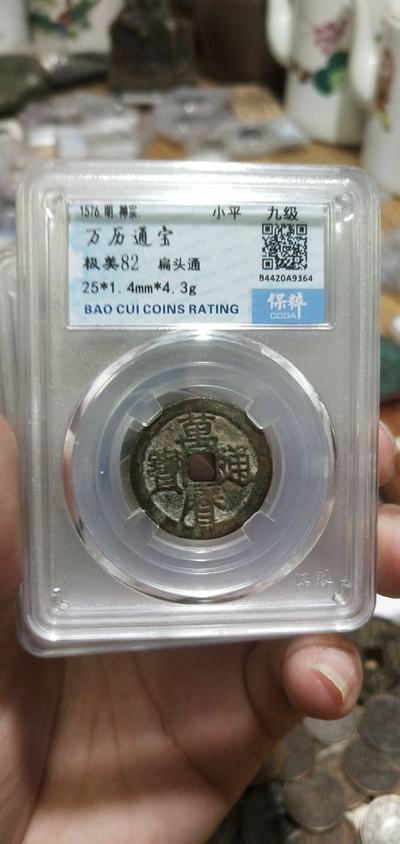 1576.明.神宗. 小平 九级
万历通宝
极美82 扁头通
B4420A9364
25*1.4mm*4.3g
保粹
CCGA
BAO CUI COINS RATING
萬曆通寶